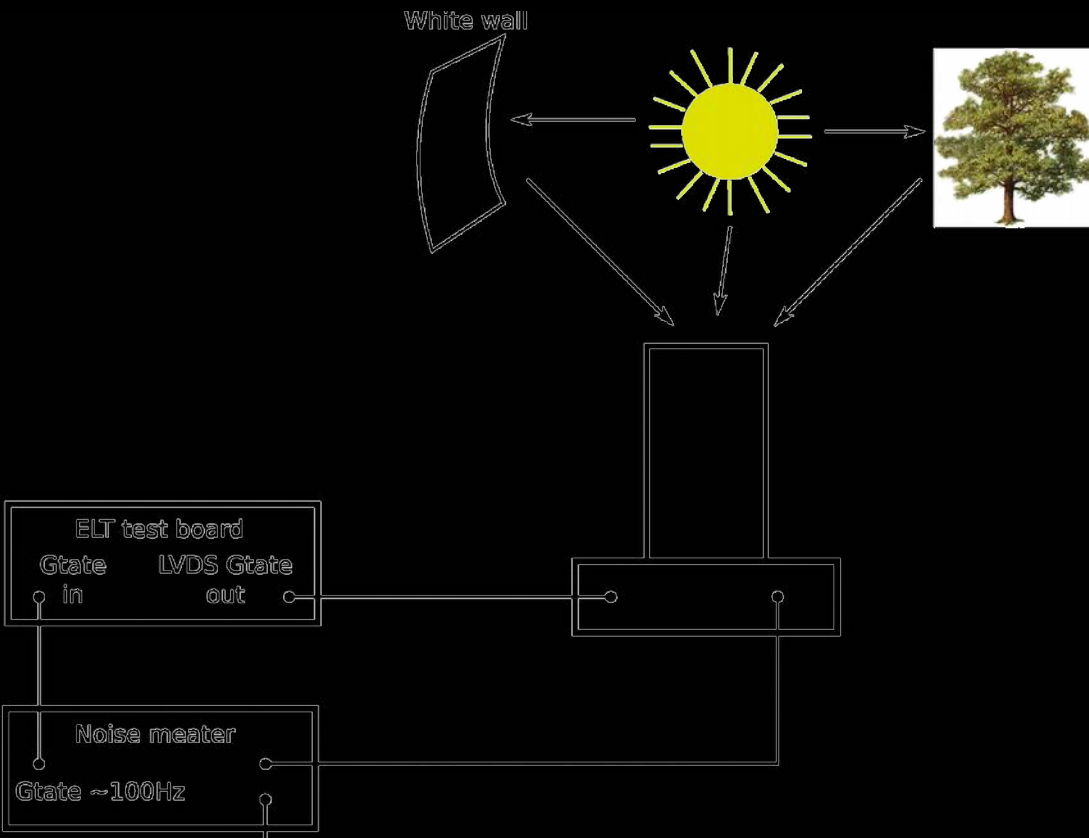 White wall
ELT test board
Gtate
in
LVDS Gtate
out
Noise meater
Gtate ~100Hz